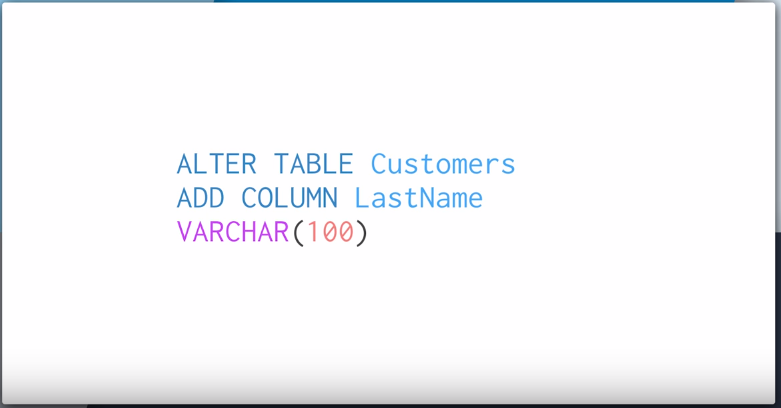 ALTER TABLE Customers
ADD COLUMN LastName
VARCHAR(100)